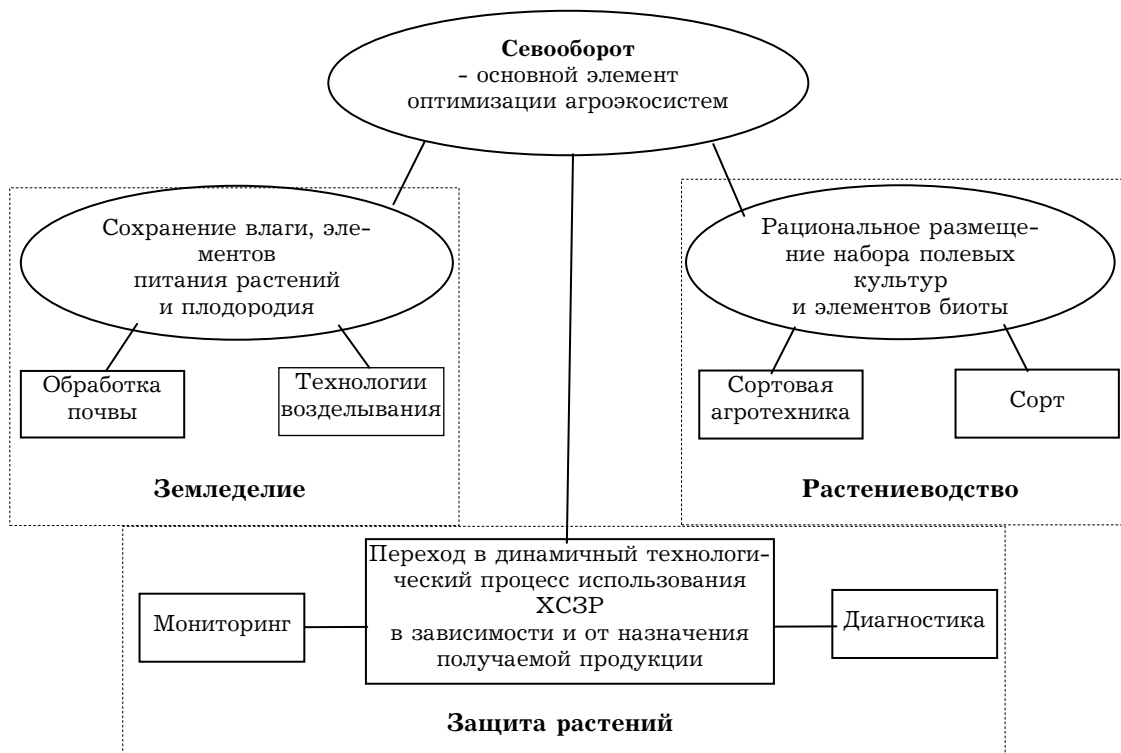 Севооборот
- основной элемент
оптимизации агроэкосистем
Сохранение влаги, эле-
ментов
питания растений
и плодородия
Рациональное размеще-
ние набора полевых
культур
и элементов биоты
Обработка
почвы
Технологии
возделывания
Сортовая
агротехника
Сорт
Земледелие
Растениеводство
Переход в динамичный технологи-
ческий процесс использования
ХСЗР
в зависимости и от назначения
получаемой продукции
Мониторинг
Диагностика
Защита растений